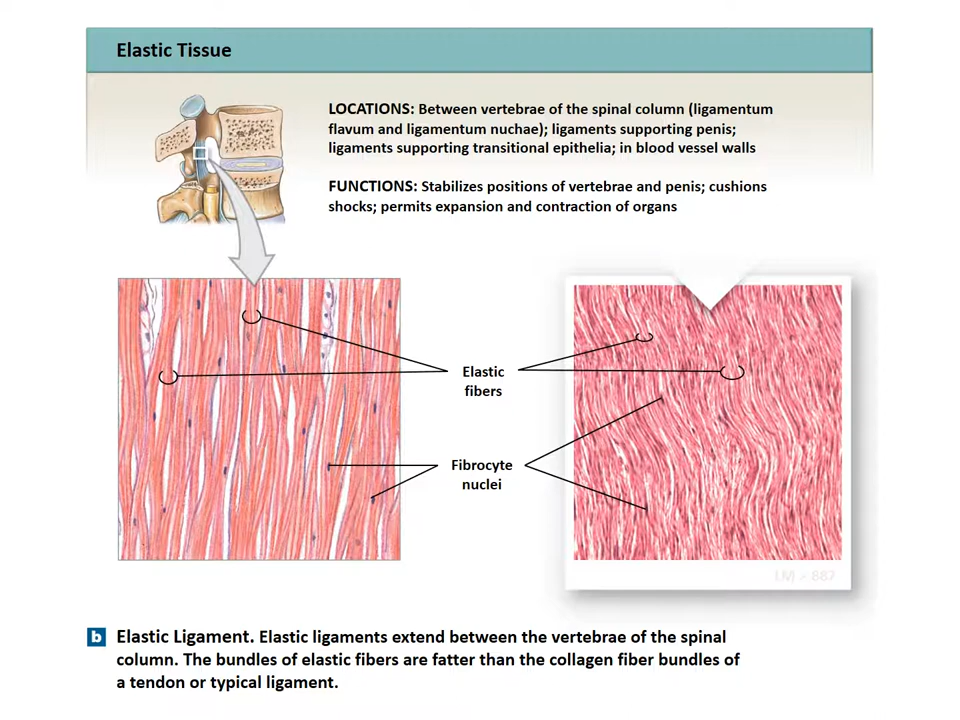 Elastic Tissue
LOCATIONS: Between vertebrae of the spinal column (ligamentum
flavum and ligamentum nuchae); ligaments supporting penis;
ligaments supporting transitional epithelia; in blood vessel walls
FUNCTIONS: Stabilizes positions of vertebrae and penis; cushions
shocks; permits expansion and contraction of organs
Elastic
fibers
Fibrocyte
nuclei
LM × 887
b Elastic Ligament. Elastic ligaments extend between the vertebrae of the spinal
column. The bundles of elastic fibers are fatter than the collagen fiber bundles of
a tendon or typical ligament.